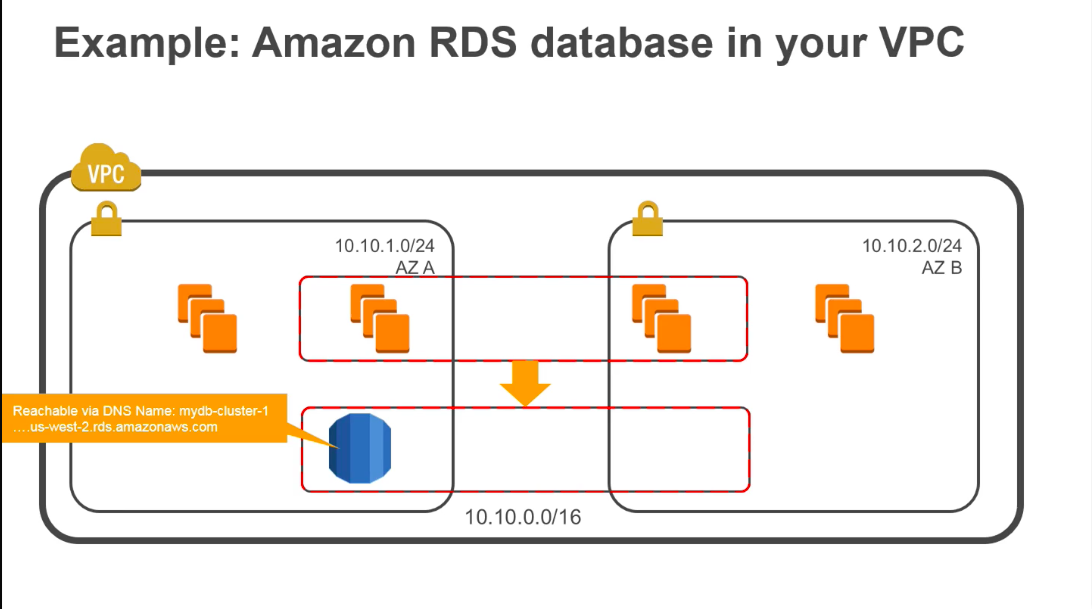 Example: Amazon RDS database in your VPC
VPC
10.10.1.0/24
AZ A
10.10.2.0/24
AZ B
Reachable via DNS Name: mydb-cluster-1
....us-west-2.rds.amazonaws.com
10.10.0.0/16